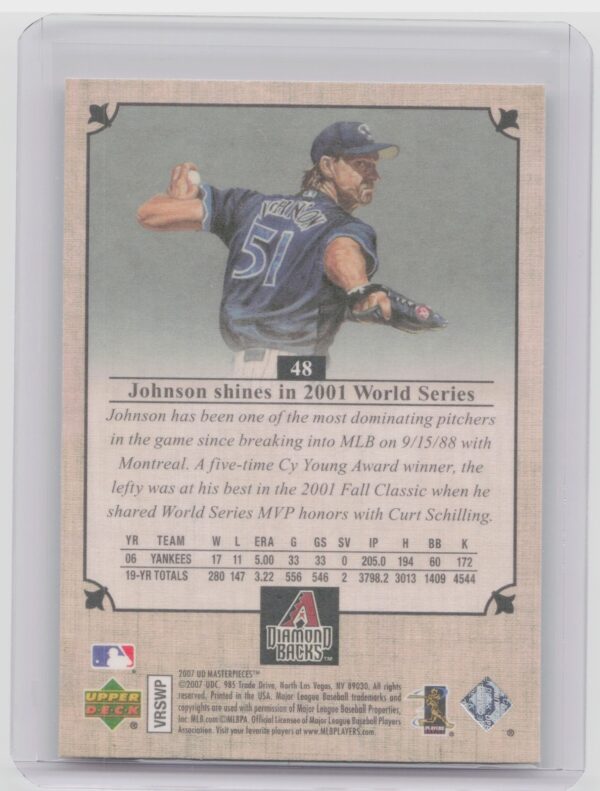 JOHNSON
51
48
Johnson shines in 2001 World Series
Johnson has been one of the most dominating pitchers
in the game since breaking into MLB on 9/15/88 with
Montreal. A five-time Cy Young Award winner, the
lefty was at his best in the 2001 Fall Classic when he
shared World Series MVP honors with Curt Schilling.
YR TEAM W L ERA G GS SV IP H BB K
06 YANKEES 17 11 5.00 33 33 0 205.0 194 60 172
19-YR TOTALS 280 147 3.22 556 546 2 3798.2 3013 1409 4544
A
DIAMOND
BACKS™
UPPER
DECK
®
VRSWP
2007 UD MASTERPIECES™
©2007 UDC. 985 Trade Drive, North Las Vegas, NY 89030. All rights
reserved. Printed in the USA. Major League Baseball trademarks and
copyrights are used with permission of Major League Baseball Properties,
Inc. MLB.com ©MLBPA. Official Licensee of Major League Baseball Players
Association. Visit your favorite players at www.MLBPLAYERS.com
PLAYERS
®